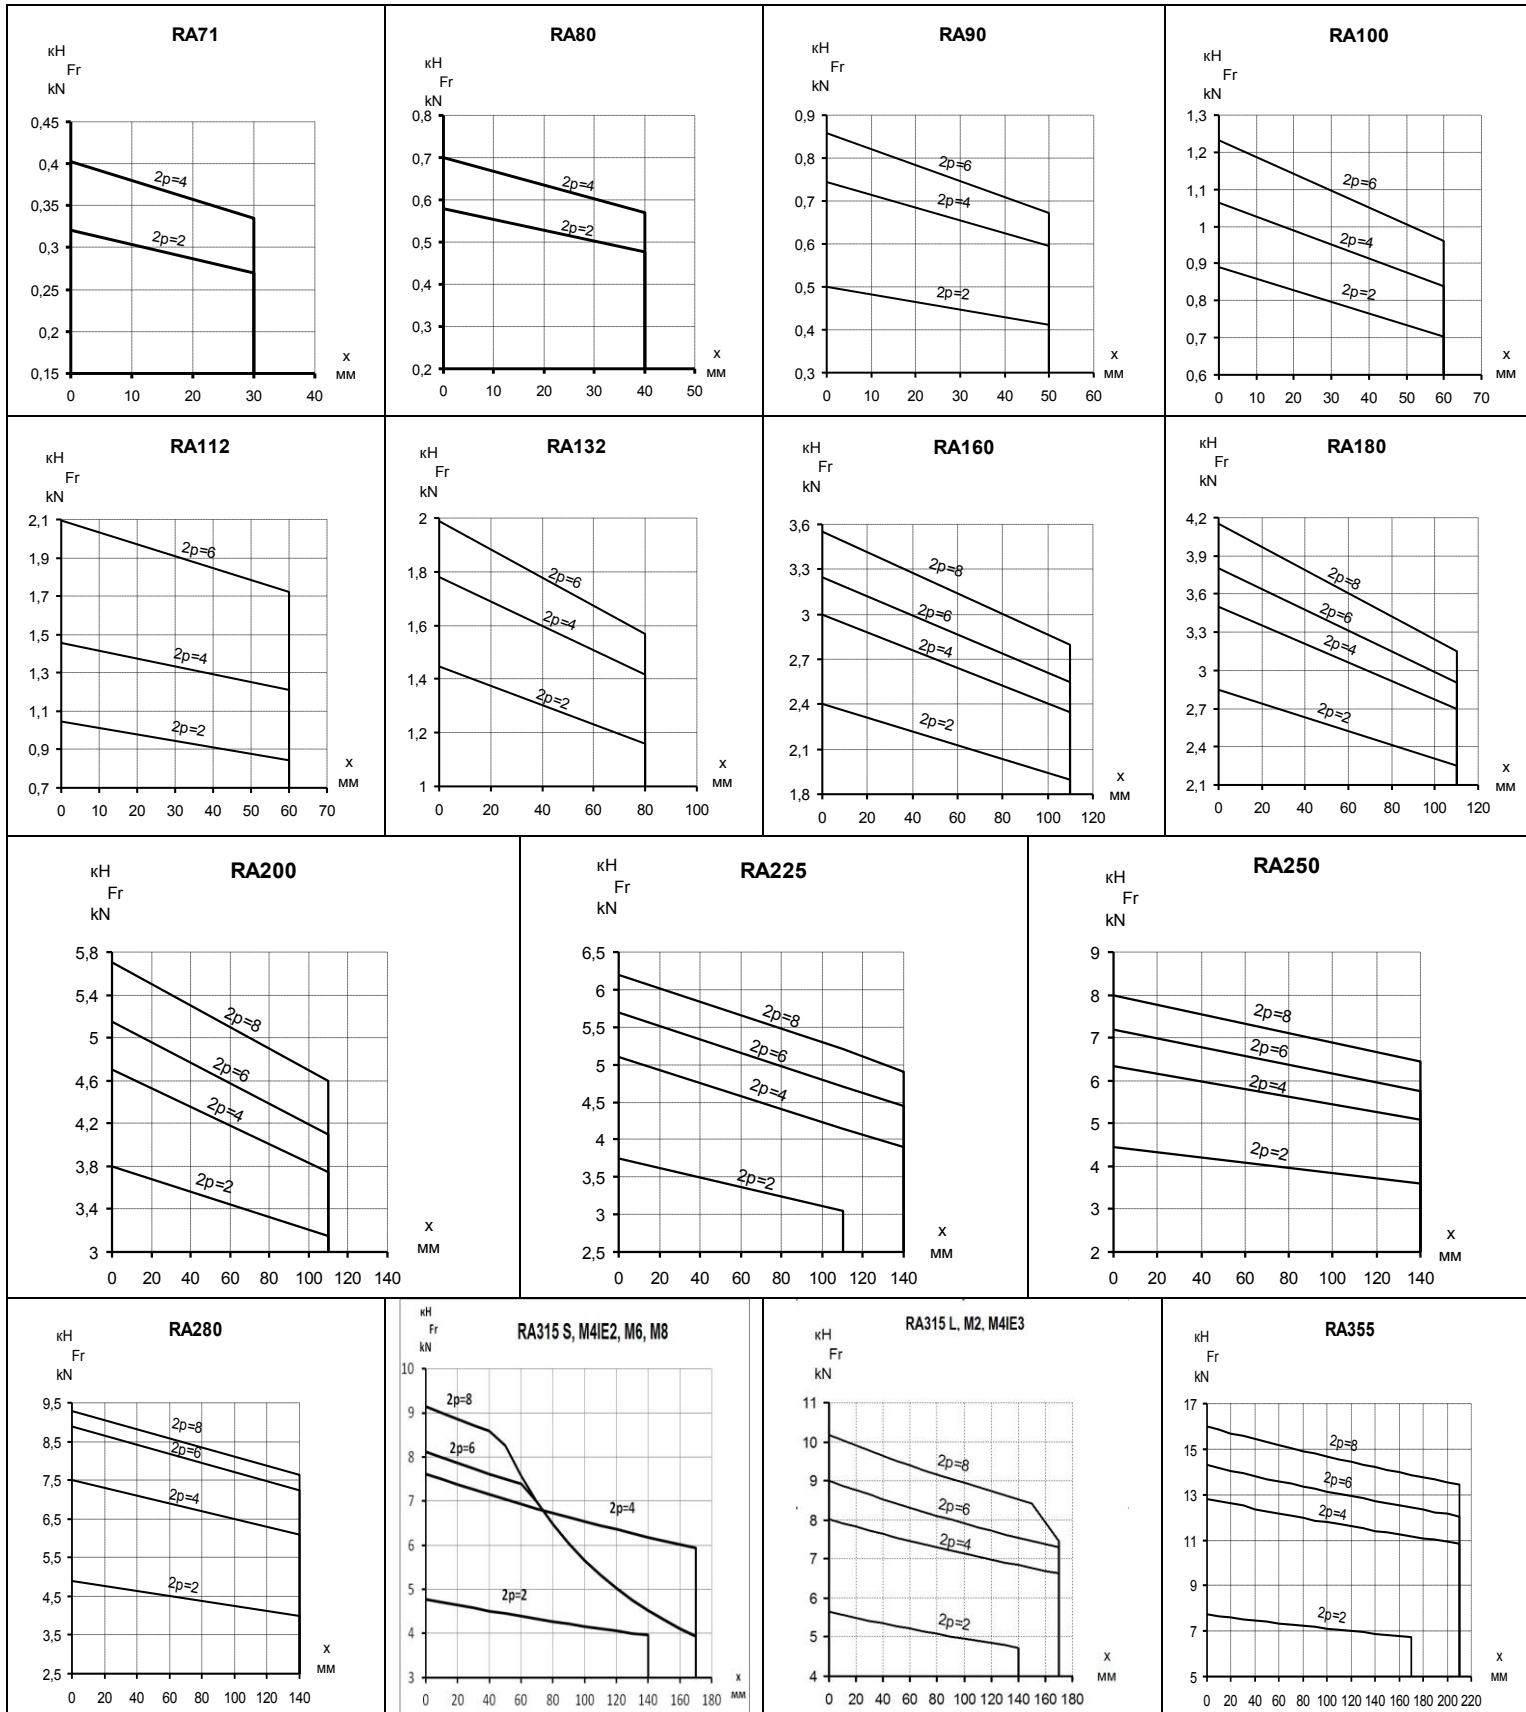 RA71
кН
Fr
kN
0,45
0,4
0,35
0,3
0,25
0,2
0,15
2p=4
2p=2
x
мм
0 10 20 30 40
RA80
кН
Fr
kN
0,8
0,7
0,6
0,5
0,4
0,3
0,2
2p=4
2p=2
x
мм
0 10 20 30 40 50
RA90
кН
Fr
kN
0,9
0,8
0,7
0,6
0,5
0,4
0,3
2p=6
2p=4
2p=2
x
мм
0 10 20 30 40 50 60
RA100
кН
Fr
kN
1,3
1,2
1,1
1
0,9
0,8
0,7
0,6
2p=6
2p=4
2p=2
x
мм
0 10 20 30 40 50 60 70
RA112
кН
Fr
kN
2,1
1,9
1,7
1,5
1,3
1,1
0,9
0,7
2p=6
2p=4
2p=2
x
мм
0 10 20 30 40 50 60 70
RA132
кН
Fr
kN
2
1,8
1,6
1,4
1,2
1
2p=6
2p=4
2p=2
x
мм
0 20 40 60 80 100
RA160
кН
Fr
kN
3,6
3,3
3
2,7
2,4
2,1
1,8
2p=8
2p=6
2p=4
2p=2
x
мм
0 20 40 60 80 100 120
RA180
кН
Fr
kN
4,2
3,9
3,6
3,3
3
2,7
2,4
2,1
2p=8
2p=6
2p=4
2p=2
x
мм
0 20 40 60 80 100 120
RA200
кН
Fr
kN
5,8
5,4
5
4,6
4,2
3,8
3,4
3
2p=8
2p=6
2p=4
2p=2
x
мм
0 20 40 60 80 100 120 140
RA225
кН
Fr
kN
6,5
6
5,5
5
4,5
4
3,5
3
2,5
2p=8
2p=6
2p=4
2p=2
x
мм
0 20 40 60 80 100 120 140
RA250
кН
Fr
kN
9
8
7
6
5
4
3
2
2p=8
2p=6
2p=4
2p=2
x
мм
0 20 40 60 80 100 120 140
RA280
кН
Fr
kN
9,5
8,5
7,5
6,5
5,5
4,5
3,5
2,5
2p=8
2p=6
2p=4
2p=2
x
мм
0 20 40 60 80 100 120 140
RA315 S, M4IE2, M6, M8
кН
Fr
kN
10
9
8
7
6
5
4
3
2p=8
2p=6
2p=4
2p=2
x
мм
0 20 40 60 80 100 120 140 160 180
RA315 L, M2, M4IE3
кН
Fr
kN
11
10
9
8
7
6
5
4
2p=8
2p=6
2p=4
2p=2
x
мм
0 20 40 60 80 100 120 140 160 180
RA355
кН
Fr
kN
17
15
13
11
9
7
5
2p=8
2p=6
2p=4
2p=2
x
мм
0 20 40 60 80 100 120 140 160 180 200 220